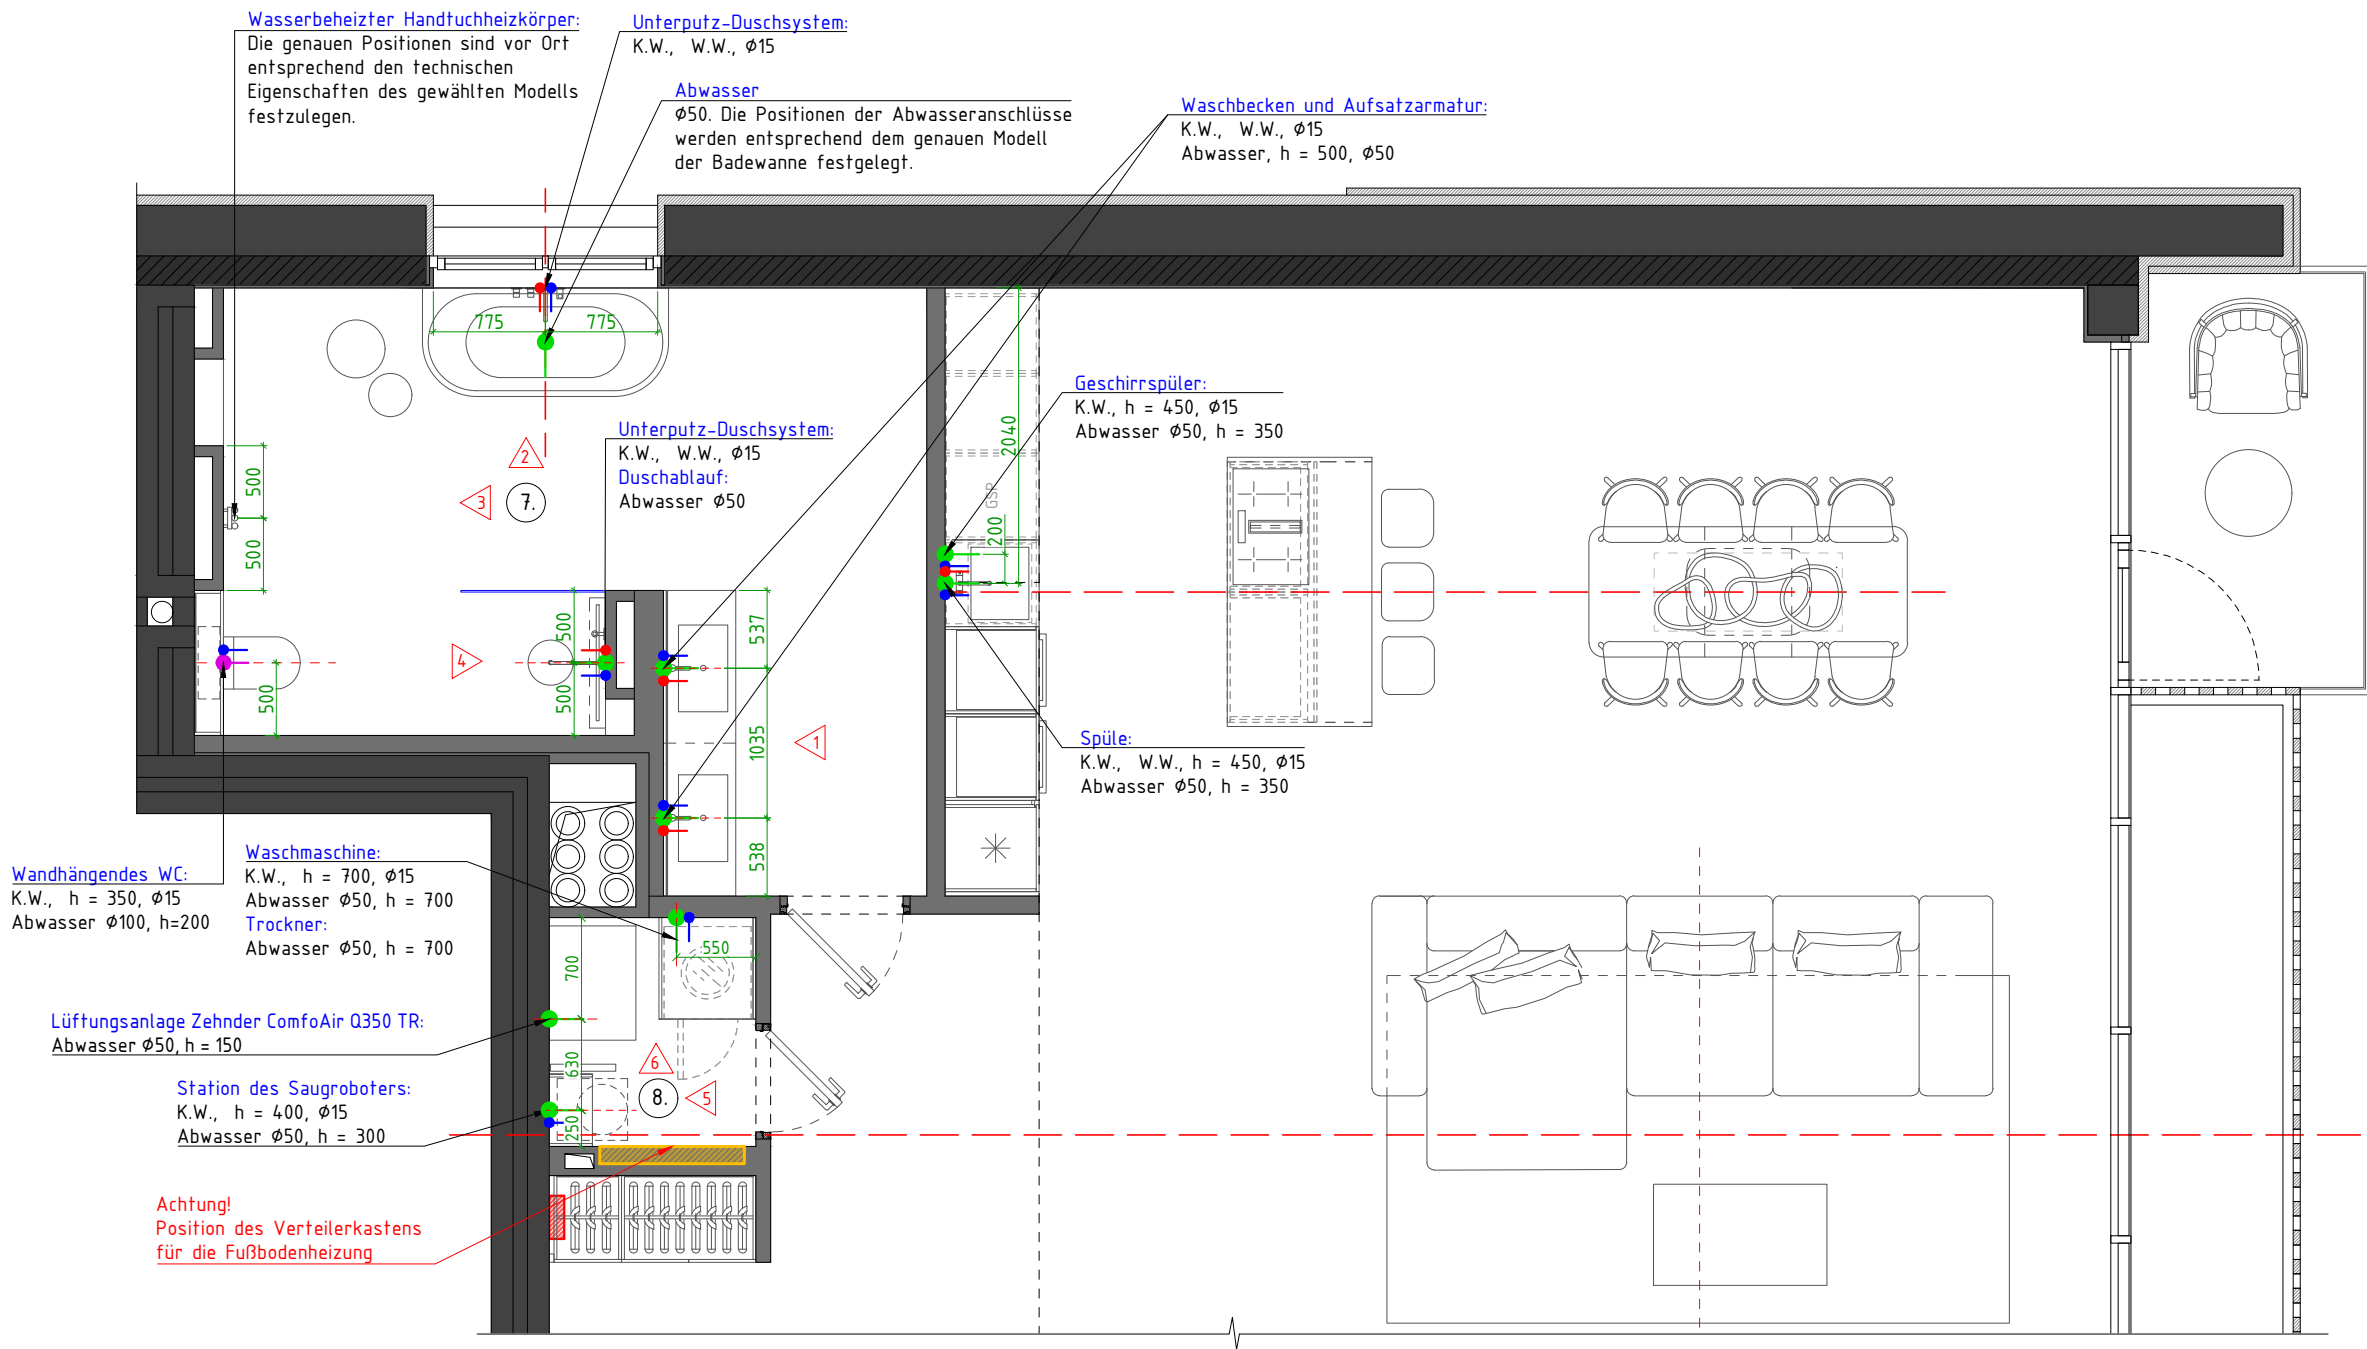 Wasserbeheizter Handtuchheizkörper:
Die genauen Positionen sind vor Ort
entsprechend den technischen
Eigenschaften des gewählten Modells
festzulegen.
Unterputz-Duschsystem:
K.W., W.W., Ø15
Abwasser
Ø50. Die Positionen der Abwasseranschlüsse
werden entsprechend dem genauen Modell
der Badewanne festgelegt.
Waschbecken und Aufsatzarmatur:
K.W., W.W., Ø15
Abwasser, h = 500, Ø50
775
775
Geschirrspüler:
K.W., h = 450, Ø15
Abwasser Ø50, h = 350
2040
GSP
200
Unterputz-Duschsystem:
K.W., W.W., Ø15
Duschablauf:
Abwasser Ø50
2
3
7.
500
500
4
500
500
500
537
1035
538
1
Spüle:
K.W., W.W., h = 450, Ø15
Abwasser Ø50, h = 350
Wandhängendes WC:
K.W., h = 350, Ø15
Abwasser Ø100, h=200
Waschmaschine:
K.W., h = 700, Ø15
Abwasser Ø50, h = 700
Trockner:
Abwasser Ø50, h = 700
550
700
630
250
6
8.
5
Lüftungsanlage Zehnder ComfoAir Q350 TR:
Abwasser Ø50, h = 150
Station des Saugroboters:
K.W., h = 400, Ø15
Abwasser Ø50, h = 300
Achtung!
Position des Verteilerkastens
für die Fußbodenheizung